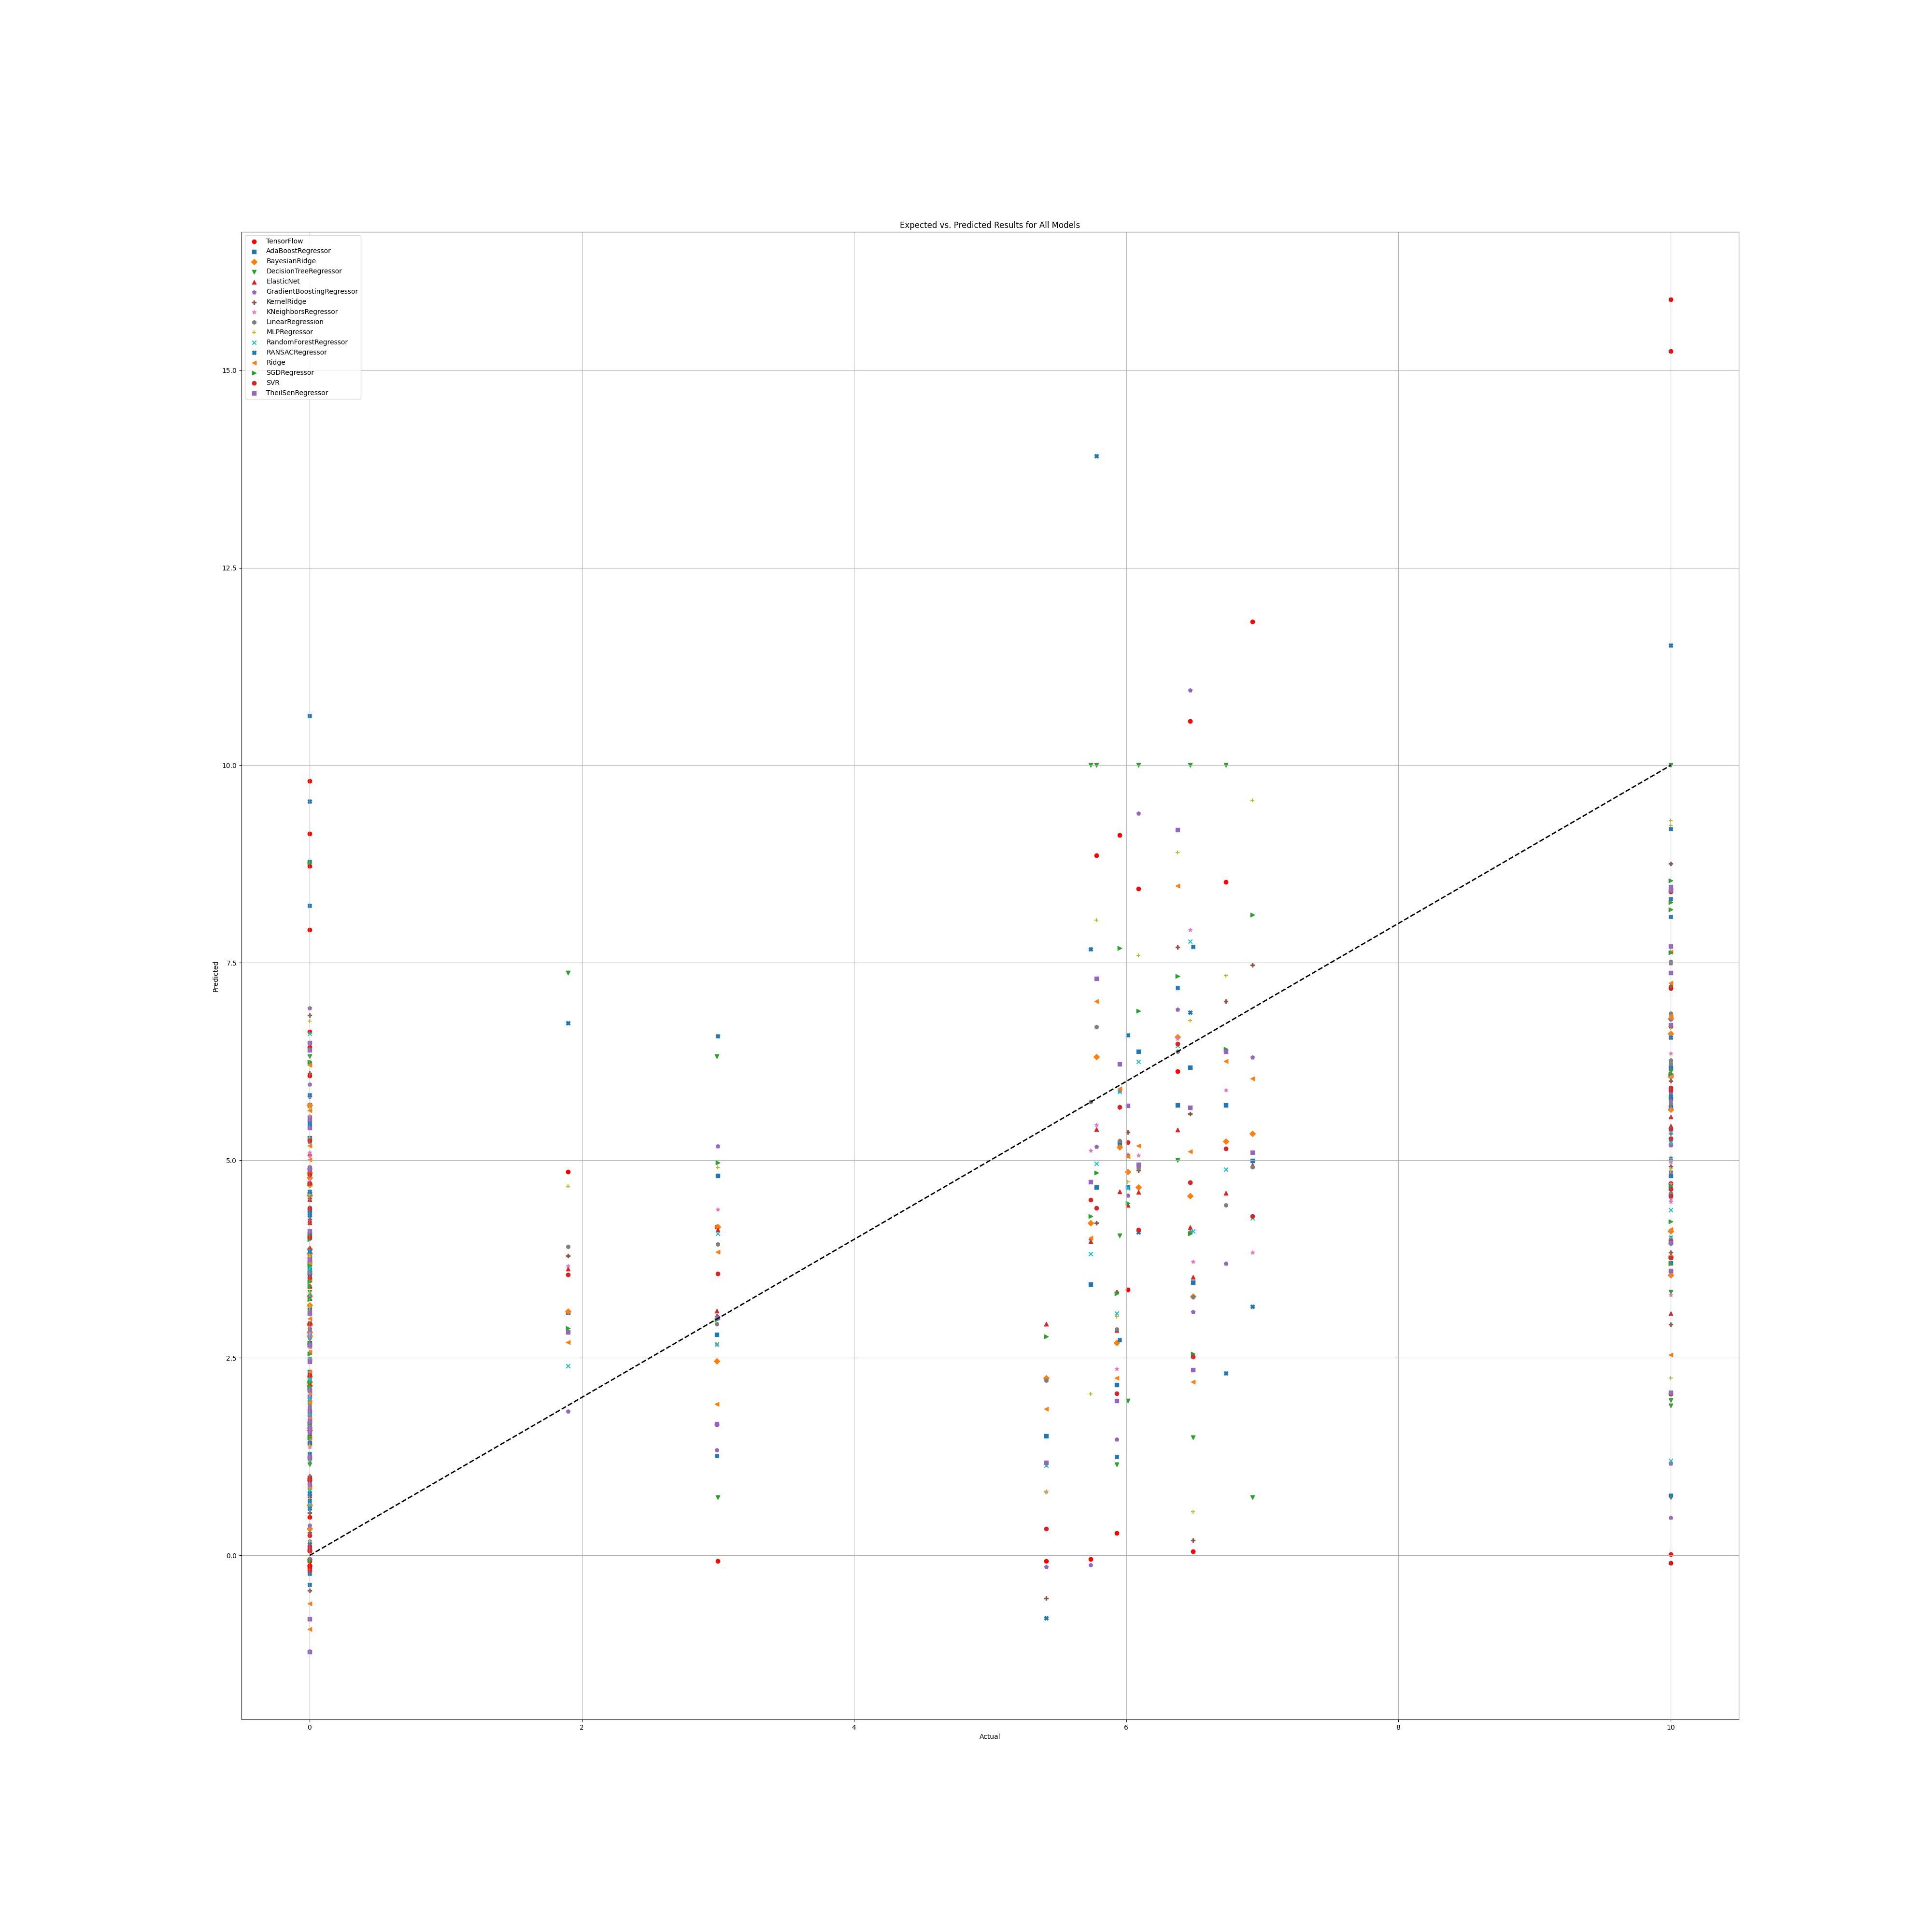 Expected vs. Predicted Results for All Models
TensorFlow
AdaBoostRegressor
BayesianRidge
DecisionTreeRegressor
ElasticNet
GradientBoostingRegressor
KernelRidge
KNeighborsRegressor
LinearRegression
MLPRegressor
RandomForestRegressor
RANSACRegressor
Ridge
SGDRegressor
SVR
TheilSenRegressor
15.0
12.5
10.0
7.5
5.0
2.5
0.0
Predicted
0 2 4 6 8 10
Actual